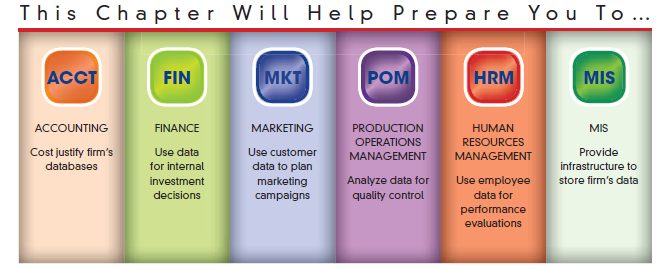 This Chapter Will Help Prepare You To...
ACCT
ACCOUNTING
Cost justify firm's
databases
FIN
FINANCE
Use data
for internal
investment
decisions
MKT
MARKETING
Use customer
data to plan
marketing
campaigns
POM
PRODUCTION
OPERATIONS
MANAGEMENT
Analyze data for
quality control
HRM
HUMAN
RESOURCES
MANAGEMENT
Use employee
data for
performance
evaluations
MIS
MIS
Provide
infrastructure to
store firm's data